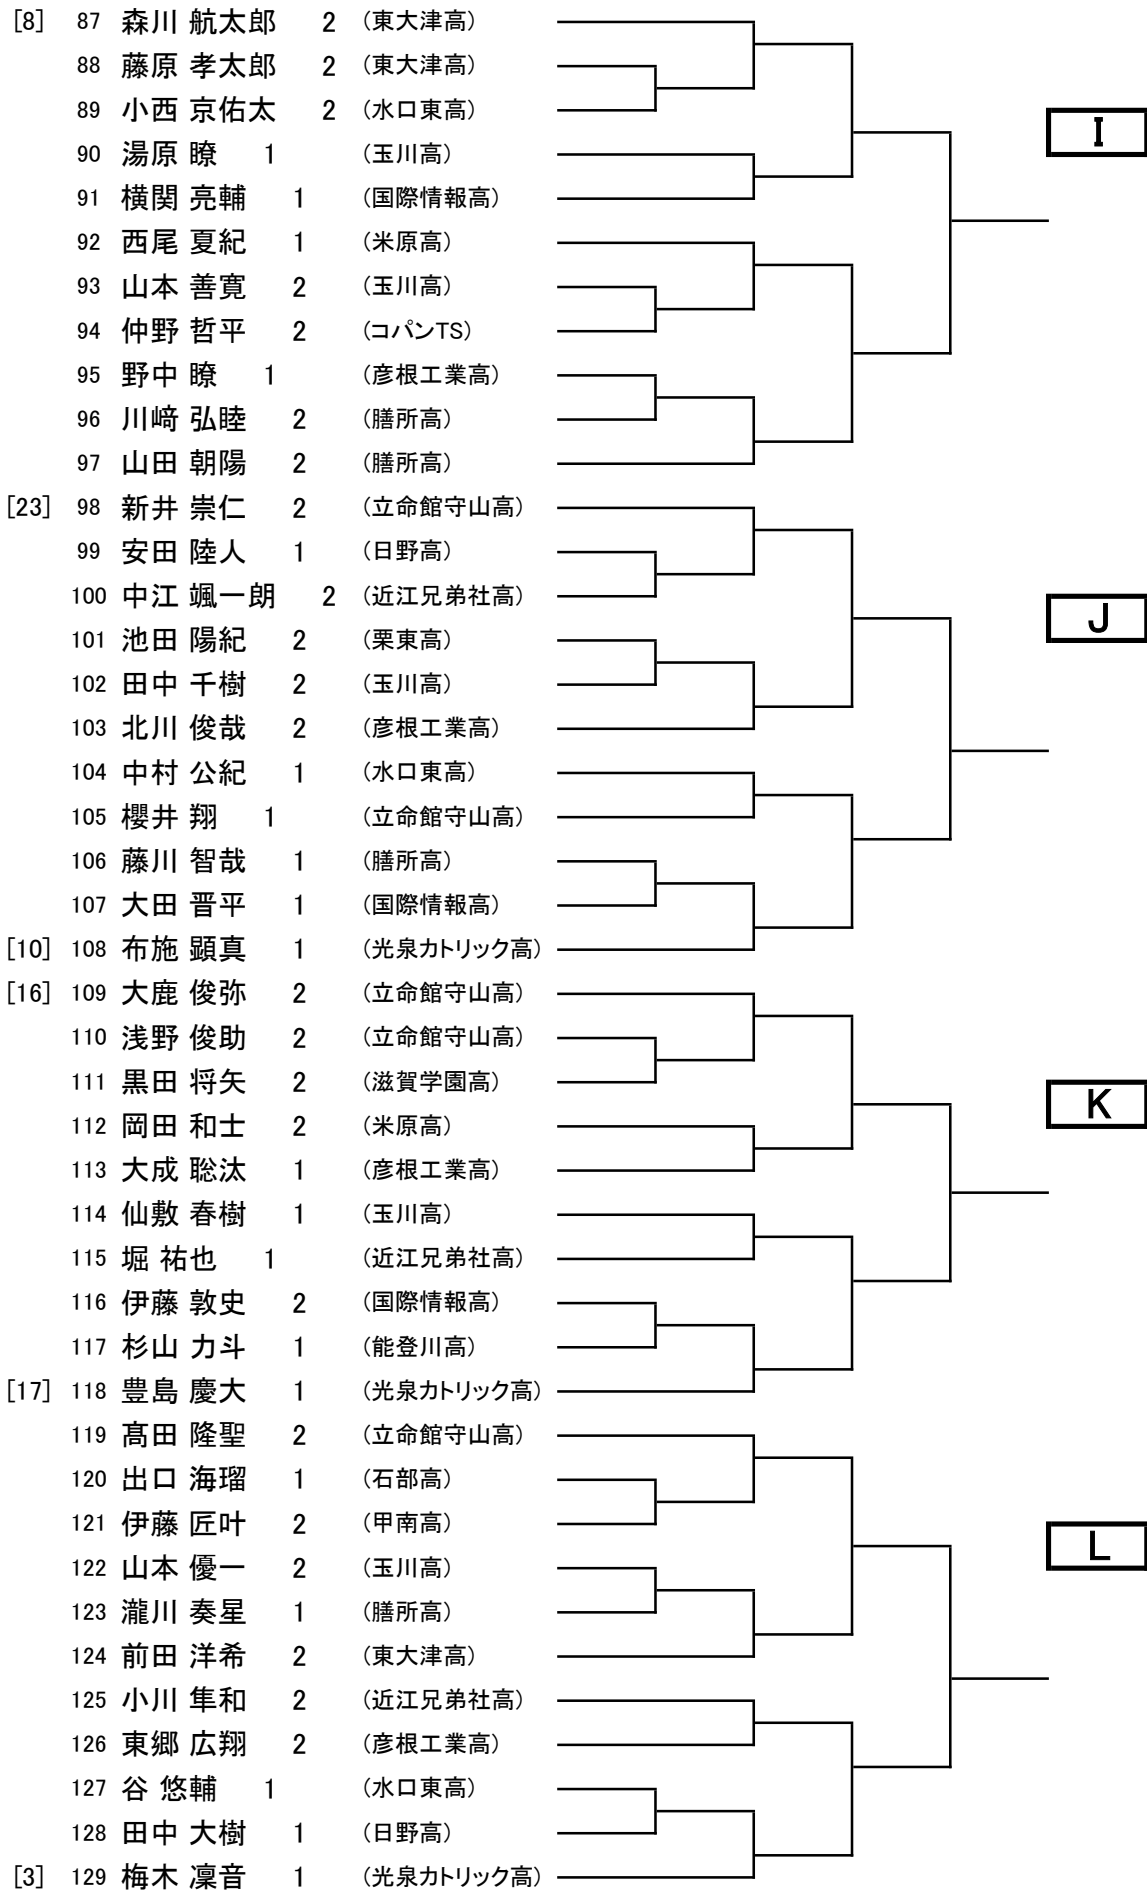 [8] 87 森川 航太郎 2 (東大津高)
88 藤原 孝太郎 2 (東大津高)
89 小西 京佑太 2 (水口東高)
I
90 湯原 瞭 1 (玉川高)
91 横関 亮輔 1 (国際情報高)
92 西尾 夏紀 1 (米原高)
93 山本 善寛 2 (玉川高)
94 仲野 哲平 2 (コパンTS)
95 野中 瞭 1 (彦根工業高)
96 川﨑 弘睦 2 (膳所高)
97 山田 朝陽 2 (膳所高)
[23] 98 新井 崇仁 2 (立命館守山高)
99 安田 陸人 1 (日野高)
100 中江 颯一朗 2 (近江兄弟社高)
J
101 池田 陽紀 2 (栗東高)
102 田中 千樹 2 (玉川高)
103 北川 俊哉 2 (彦根工業高)
104 中村 公紀 1 (水口東高)
105 櫻井 翔 1 (立命館守山高)
106 藤川 智哉 1 (膳所高)
107 大田 晋平 1 (国際情報高)
[10] 108 布施 顕真 1 (光泉カトリック高)
[16] 109 大鹿 俊弥 2 (立命館守山高)
110 浅野 俊助 2 (立命館守山高)
111 黒田 将矢 2 (滋賀学園高)
K
112 岡田 和士 2 (米原高)
113 大成 聡汰 1 (彦根工業高)
114 仙敷 春樹 1 (玉川高)
115 堀 祐也 1 (近江兄弟社高)
116 伊藤 敦史 2 (国際情報高)
117 杉山 力斗 1 (能登川高)
[17] 118 豊島 慶大 1 (光泉カトリック高)
119 髙田 隆聖 2 (立命館守山高)
120 出口 海瑠 1 (石部高)
121 伊藤 匠叶 2 (甲南高)
L
122 山本 優一 2 (玉川高)
123 瀧川 奏星 1 (膳所高)
124 前田 洋希 2 (東大津高)
125 小川 隼和 2 (近江兄弟社高)
126 東郷 広翔 2 (彦根工業高)
127 谷 悠輔 1 (水口東高)
128 田中 大樹 1 (日野高)
[3] 129 梅木 凜音 1 (光泉カトリック高)